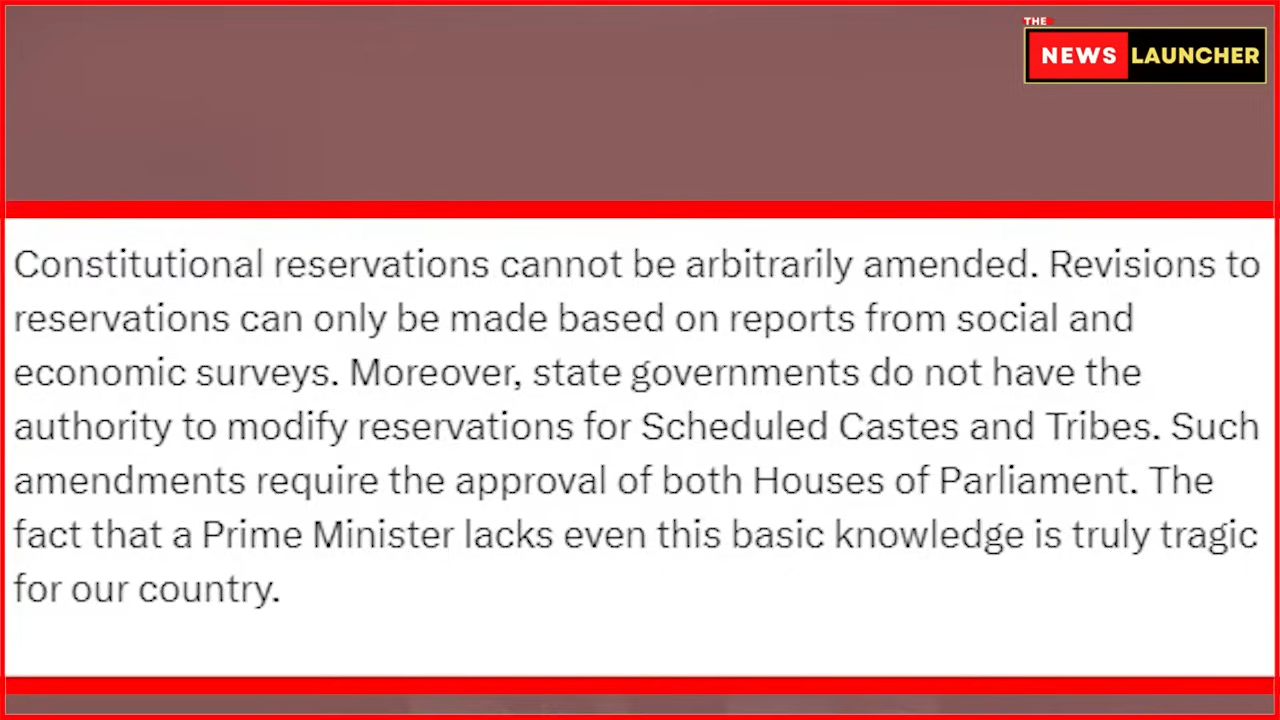 THE
NEWS LAUNCHER
Constitutional reservations cannot be arbitrarily amended. Revisions to
reservations can only be made based on reports from social and
economic surveys. Moreover, state governments do not have the
authority to modify reservations for Scheduled Castes and Tribes. Such
amendments require the approval of both Houses of Parliament. The
fact that a Prime Minister lacks even this basic knowledge is truly tragic
for our country.